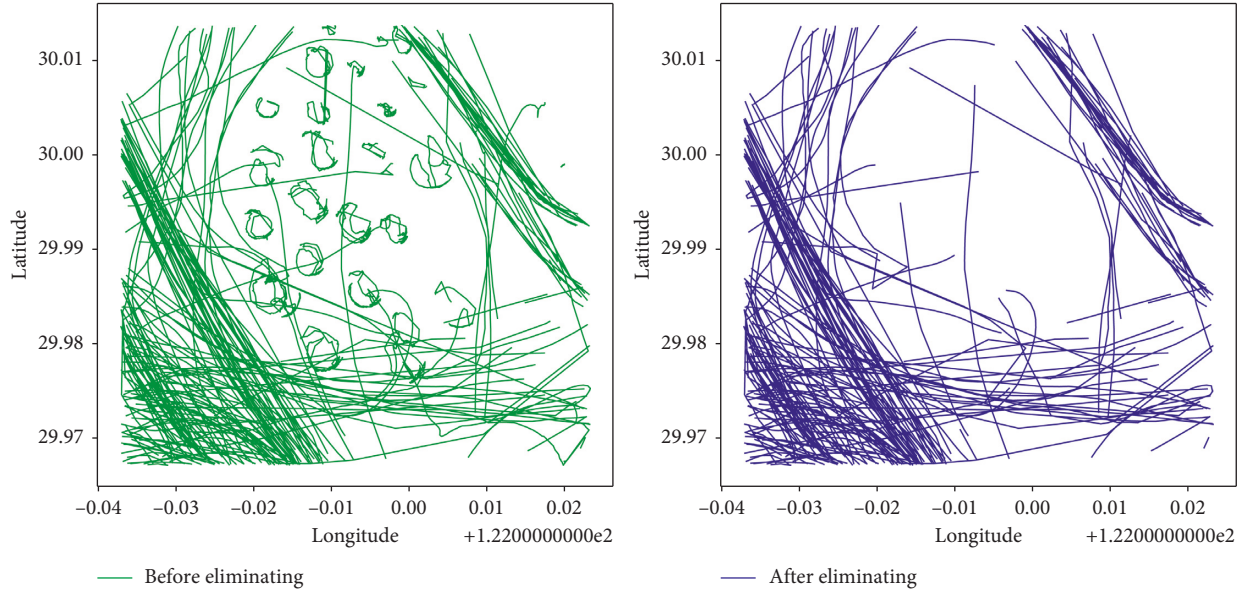 30.01
30.00
29.99
29.98
29.97
Latitude
−0.04 −0.03 −0.02 −0.01 0.00 0.01 0.02
Longitude +1.2200000000e2
Before eliminating
30.01
30.00
29.99
29.98
29.97
Latitude
−0.04 −0.03 −0.02 −0.01 0.00 0.01 0.02
Longitude +1.2200000000e2
After eliminating